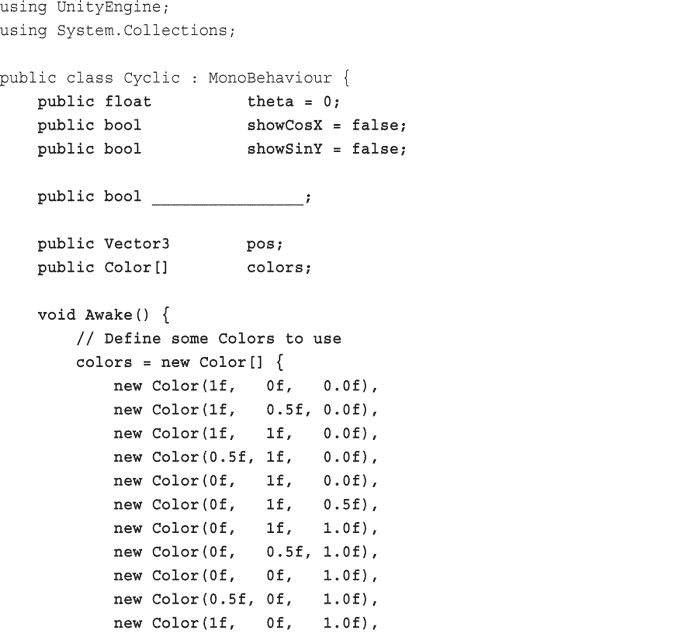 using UnityEngine;
using System.Collections;
public class Cyclic : MonoBehaviour {
public float theta = 0;
public bool showCosX = false;
public bool showSinY = false;
public bool ________________;
public Vector3 pos;
public Color[] colors;
void Awake() {
// Define some Colors to use
colors = new Color[] {
new Color(1f, 0f, 0.0f),
new Color(1f, 0.5f, 0.0f),
new Color(1f, 1f, 0.0f),
new Color(0.5f, 1f, 0.0f),
new Color(0f, 1f, 0.0f),
new Color(0f, 1f, 0.5f),
new Color(0f, 1f, 1.0f),
new Color(0f, 0.5f, 1.0f),
new Color(0f, 0f, 1.0f),
new Color(0.5f, 0f, 1.0f),
new Color(1f, 0f, 1.0f),